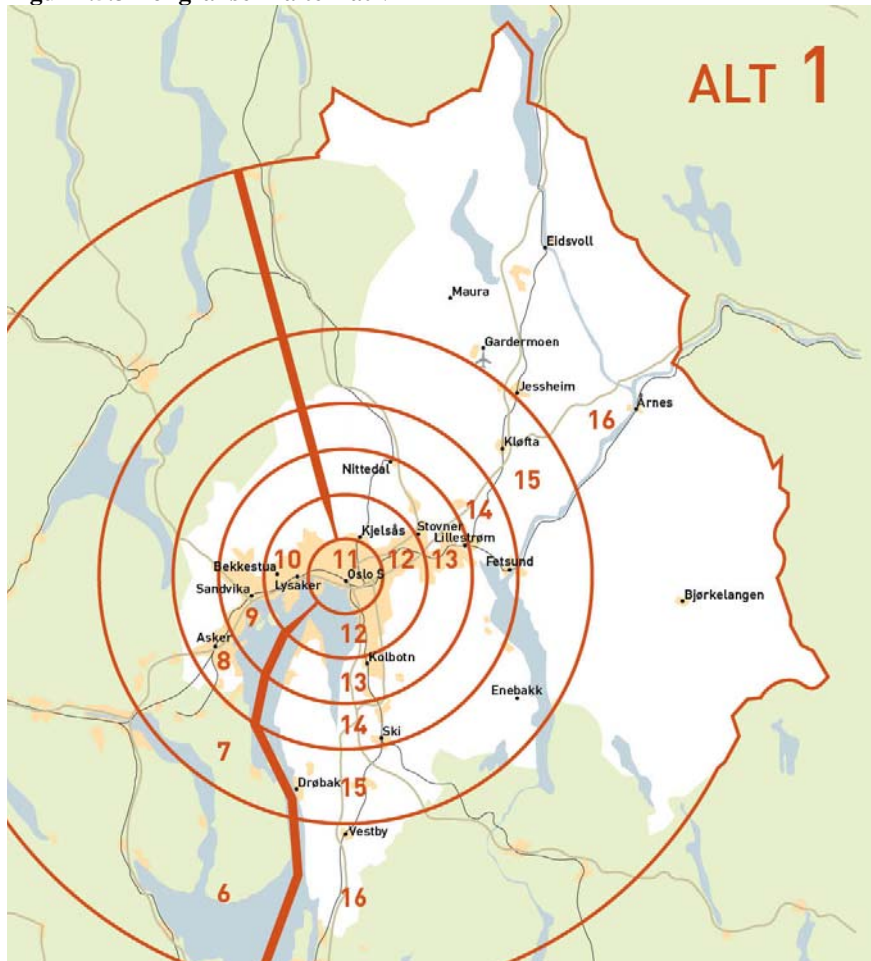 ALT 1
Eidsvoll
Maura
Gardermoen
Jessheim
Årnes
16
Kløfta
15
Nittedal
14
Kjelsås
Stovner
Lillestrøm
Bekkestua
10
11
12
13
Lysaker
Oslo S
Fetsund
Sandvika
Bjørkelangen
9
12
Asker
Kolbotn
8
13
Enebakk
14
Ski
7
Drøbak
15
Vestby
6
16